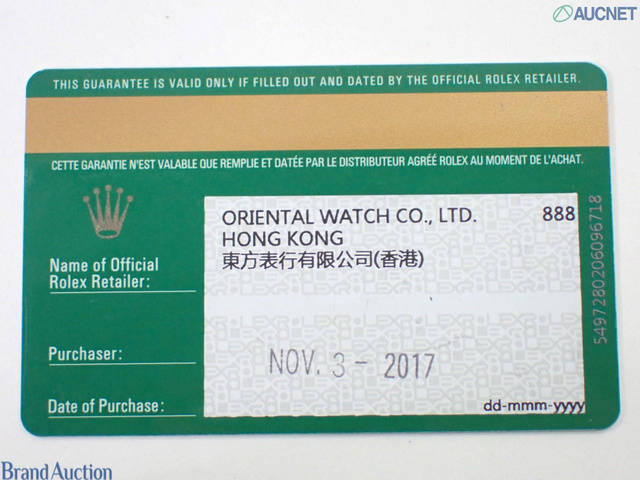 AUCNET
THIS GUARANTEE IS VALID ONLY IF FILLED OUT AND DATED BY THE OFFICIAL ROLEX RETAILER.
CETTE GARANTIE N'EST VALABLE QUE REMPLIE ET DATÉE PAR LE DISTRIBUTEUR AGRÉÉ ROLEX AU MOMENT DE L'ACHAT.
ORIENTAL WATCH CO., LTD. 888
HONG KONG
東方表行有限公司(香港)
Name of Official
Rolex Retailer:
Purchaser:
NOV. 3 - 2017
Date of Purchase:
dd-mmm-yyyy
5497280206096718
Brand Auction